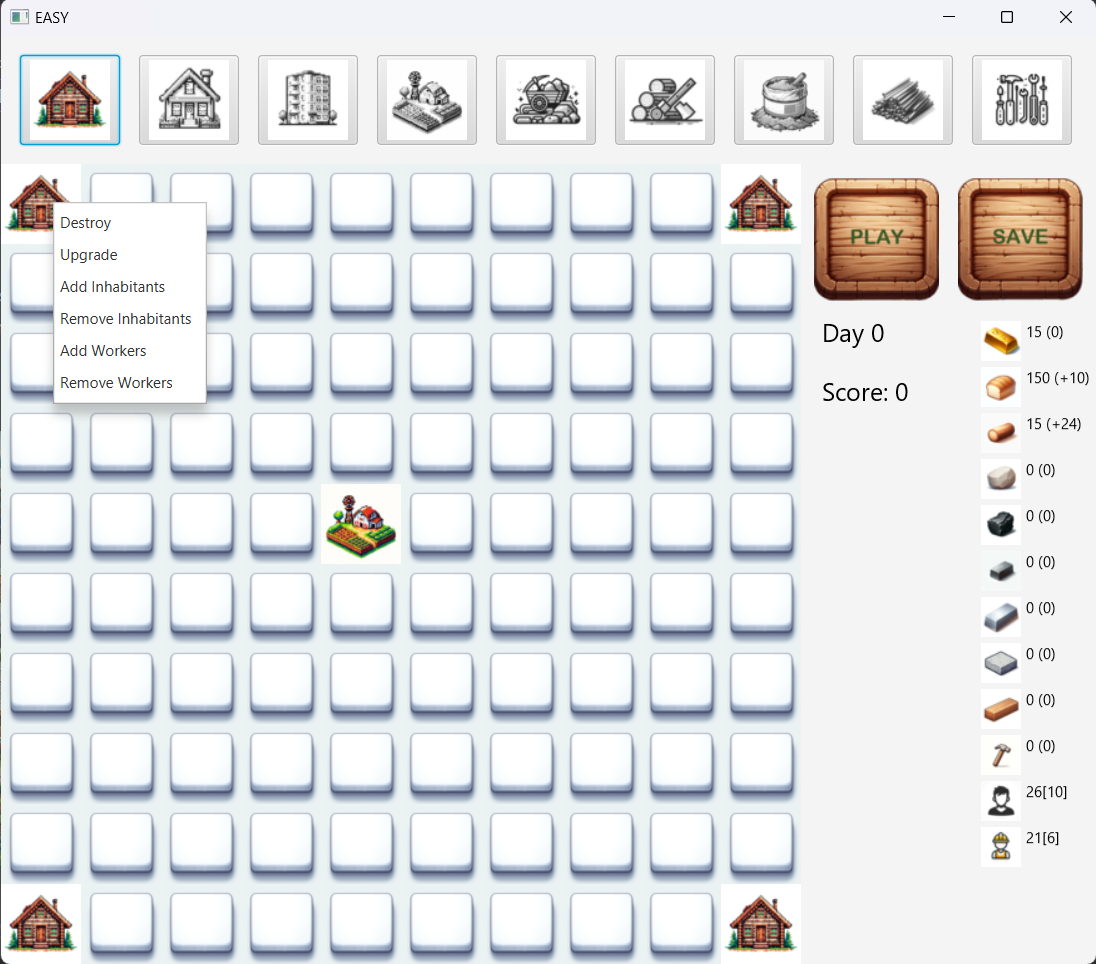 EASY
Destroy
Upgrade
Add Inhabitants
Remove Inhabitants
Add Workers
Remove Workers
PLAY
SAVE
Day 0
Score: 0
15 (0)
150 (+10)
15 (+24)
0 (0)
0 (0)
0 (0)
0 (0)
0 (0)
0 (0)
0 (0)
26[10]
21[6]